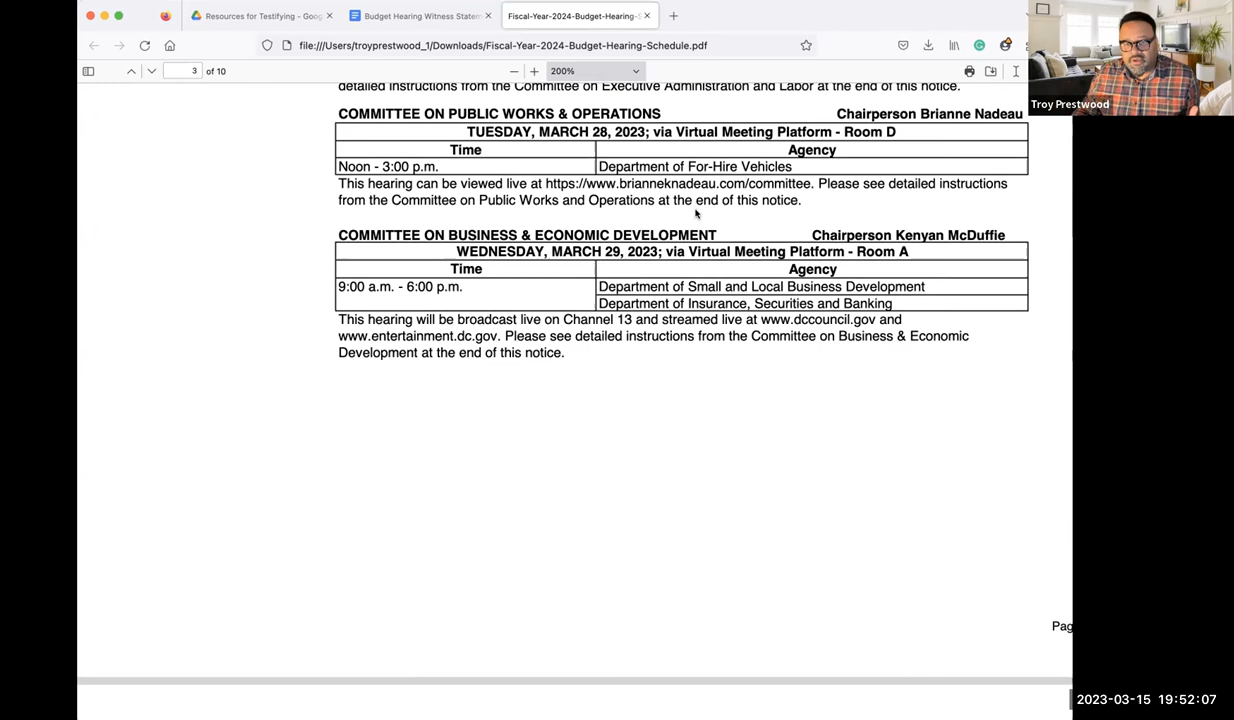 Resources for Testifying - Goog
Budget Hearing Witness Statem
Fiscal-Year-2024-Budget-Hearing-S
file:///Users/troyprestwood_1/Downloads/Fiscal-Year-2024-Budget-Hearing-Schedule.pdf
3 of 10
200%
Troy Prestwood
detailed instructions from the Committee on Executive Administration and Labor at the end of this notice.
COMMITTEE ON PUBLIC WORKS & OPERATIONS Chairperson Brianne Nadeau
TUESDAY, MARCH 28, 2023; via Virtual Meeting Platform - Room D
Time Agency
Noon - 3:00 p.m. Department of For-Hire Vehicles
This hearing can be viewed live at https://www.brianneknadeau.com/committee. Please see detailed instructions
from the Committee on Public Works and Operations at the end of this notice.
COMMITTEE ON BUSINESS & ECONOMIC DEVELOPMENT Chairperson Kenyan McDuffie
WEDNESDAY, MARCH 29, 2023; via Virtual Meeting Platform - Room A
Time Agency
9:00 a.m. - 6:00 p.m. Department of Small and Local Business Development
Department of Insurance, Securities and Banking
This hearing will be broadcast live on Channel 13 and streamed live at www.dccouncil.gov and
www.entertainment.dc.gov. Please see detailed instructions from the Committee on Business & Economic
Development at the end of this notice.
Pag
2023-03-15 19:52:07